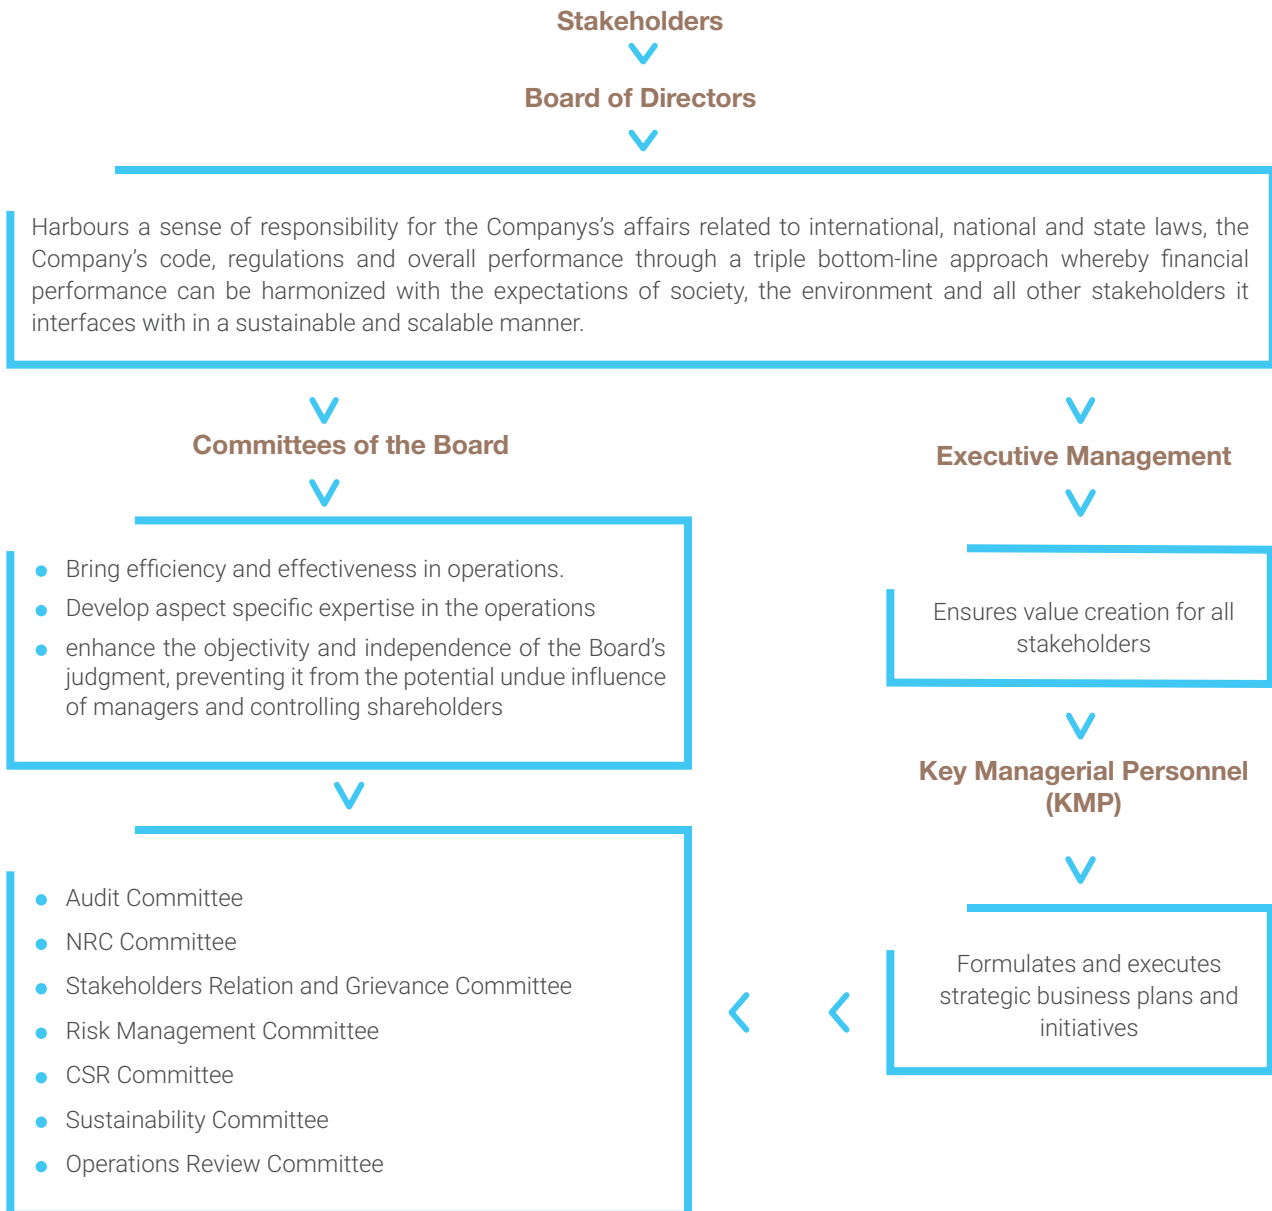 Stakeholders
Board of Directors
Harbours a sense of responsibility for the Companys's affairs related to international, national and state laws, the
Company’s code, regulations and overall performance through a triple bottom-line approach whereby financial
performance can be harmonized with the expectations of society, the environment and all other stakeholders it
interfaces with in a sustainable and scalable manner.
Committees of the Board
● Bring efficiency and effectiveness in operations.
● Develop aspect specific expertise in the operations
● enhance the objectivity and independence of the Board’s
judgment, preventing it from the potential undue influence
of managers and controlling shareholders
● Audit Committee
● NRC Committee
● Stakeholders Relation and Grievance Committee
● Risk Management Committee
● CSR Committee
● Sustainability Committee
● Operations Review Committee
Executive Management
Ensures value creation for all
stakeholders
Key Managerial Personnel
(KMP)
Formulates and executes
strategic business plans and
initiatives